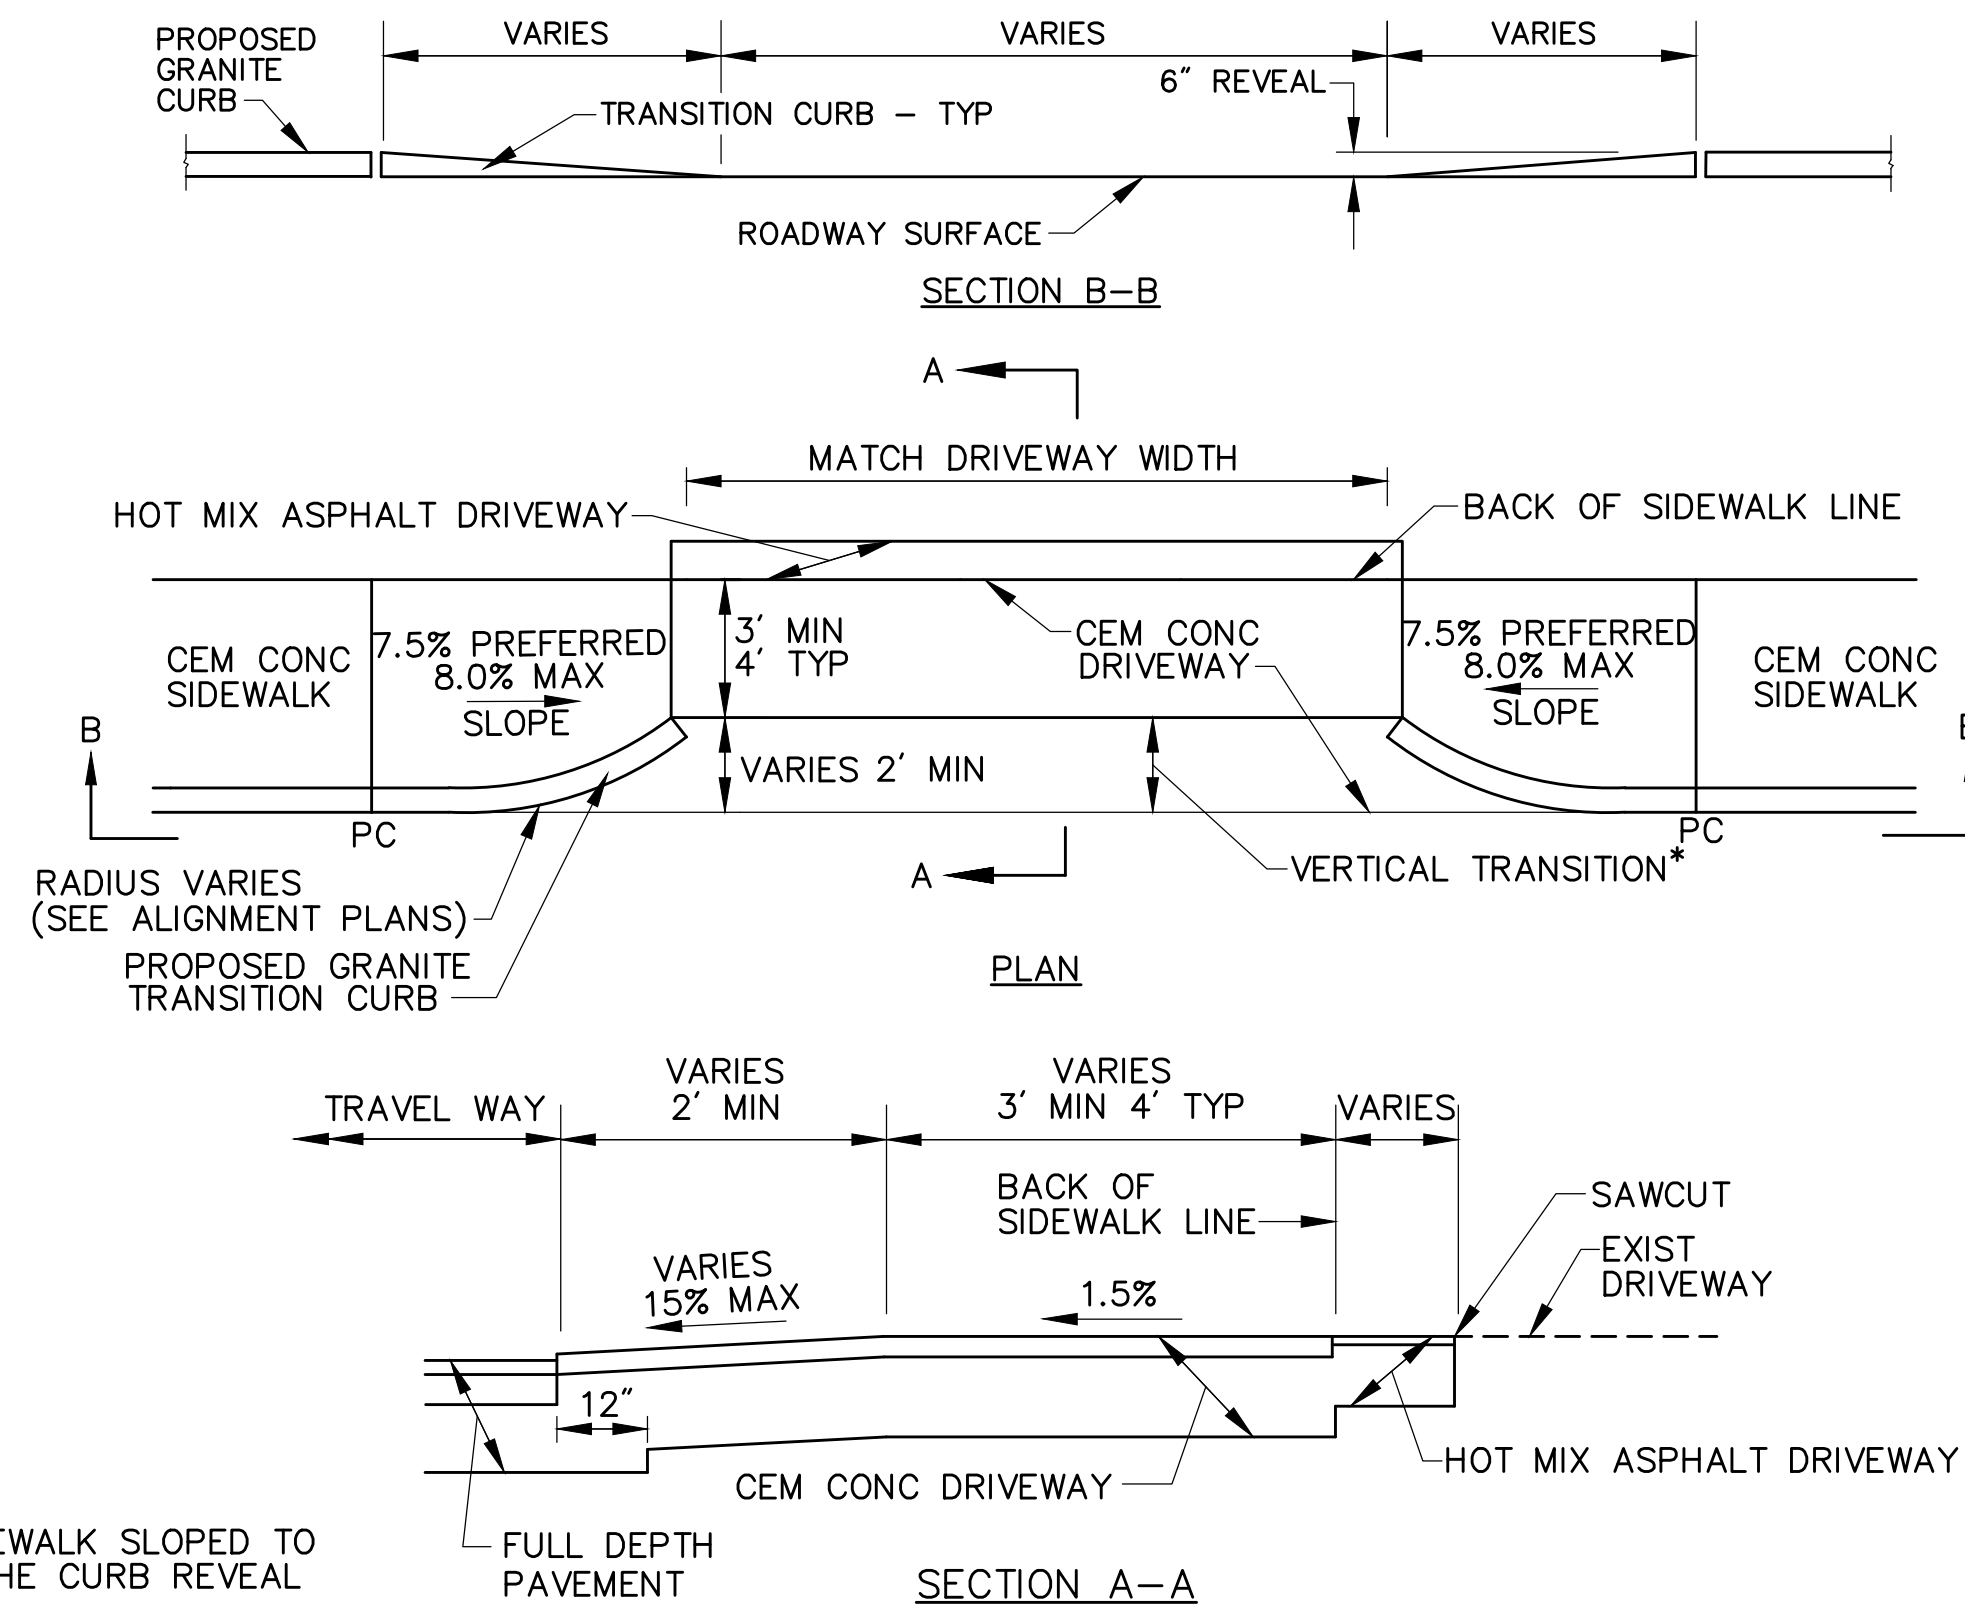 PROPOSED
GRANITE
CURB
VARIES
VARIES
VARIES
6" REVEAL
TRANSITION CURB - TYP
ROADWAY SURFACE
SECTION B-B
A
MATCH DRIVEWAY WIDTH
HOT MIX ASPHALT DRIVEWAY
BACK OF SIDEWALK LINE
CEM CONC
SIDEWALK
7.5% PREFERRED
8.0% MAX
SLOPE
3' MIN
4' TYP
CEM CONC
DRIVEWAY
7.5% PREFERRED
8.0% MAX
SLOPE
CEM CONC
SIDEWALK
B
VARIES 2' MIN
PC
PC
A
VERTICAL TRANSITION*
RADIUS VARIES
(SEE ALIGNMENT PLANS)
PROPOSED GRANITE
TRANSITION CURB
PLAN
TRAVEL WAY
VARIES
2' MIN
VARIES
3' MIN 4' TYP
VARIES
BACK OF
SIDEWALK LINE
SAWCUT
EXIST
DRIVEWAY
VARIES
15% MAX
1.5%
12"
HOT MIX ASPHALT DRIVEWAY
CEM CONC DRIVEWAY
FULL DEPTH
PAVEMENT
EWALK SLOPED TO
HE CURB REVEAL
SECTION A-A